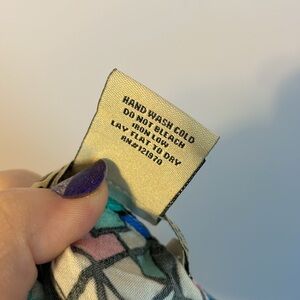 HAND WASH COLD
DO NOT BLEACH
IRON LOW
LAY FLAT TO DRY
RN#121970